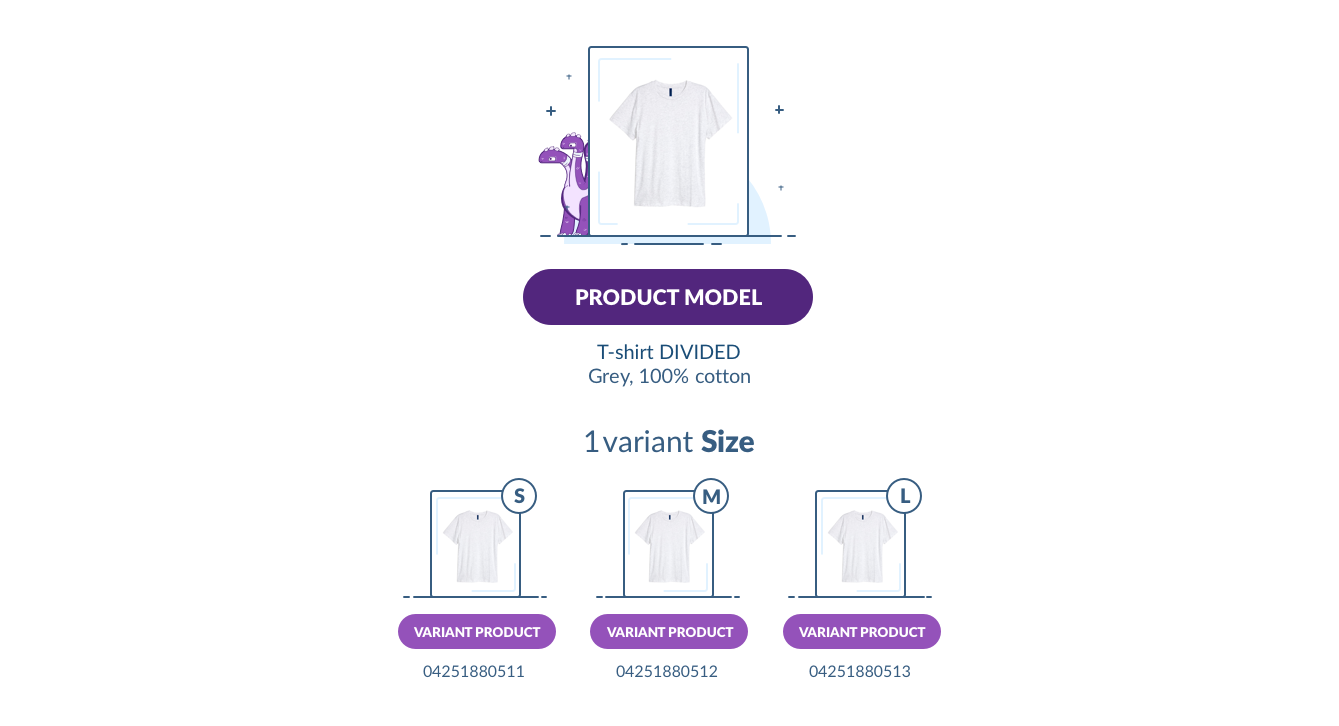 PRODUCT MODEL
T-shirt DIVIDED
Grey, 100% cotton
1 variant Size
S
M
L
VARIANT PRODUCT
VARIANT PRODUCT
VARIANT PRODUCT
04251880511
04251880512
04251880513